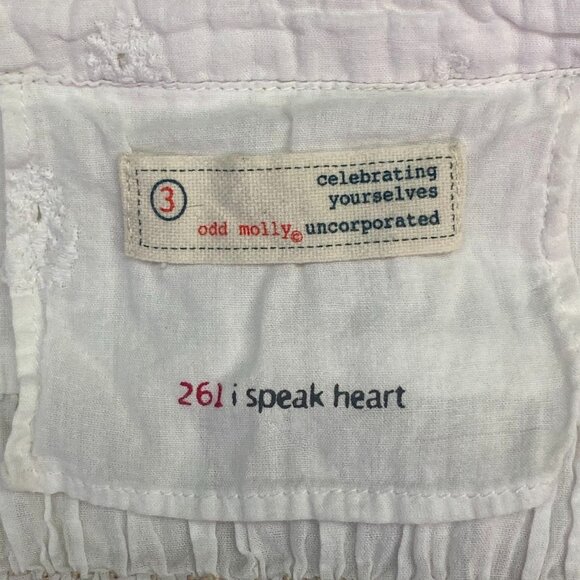 3
celebrating
yourselves
odd molly© uncorporated
261 i speak heart